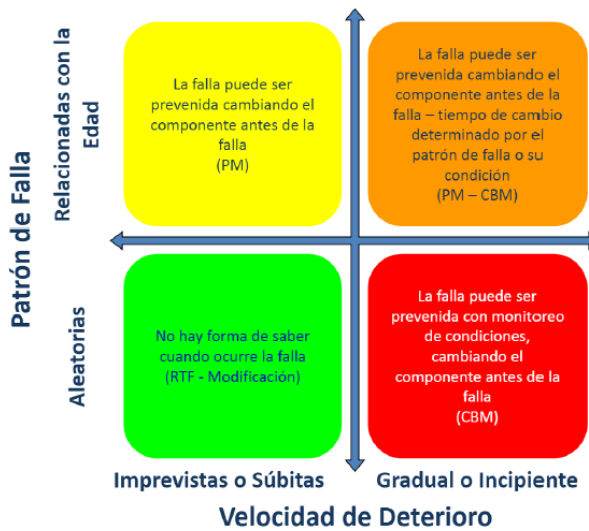 Patrón de Falla
Relacionadas con la
Edad
La falla puede ser
prevenida cambiando el
componente antes de la
falla
(PM)
La falla puede ser
prevenida cambiando el
componente antes de la
falla – tiempo de cambio
determinado por el
patrón de falla o su
condición
(PM – CBM)
Aleatorias
No hay forma de saber
cuando ocurre la falla
(RTF - Modificación)
La falla puede ser
prevenida con monitoreo
de condiciones,
cambiando el
componente antes de la
falla
(CBM)
Imprevistas o Súbitas
Gradual o Incipiente
Velocidad de Deterioro